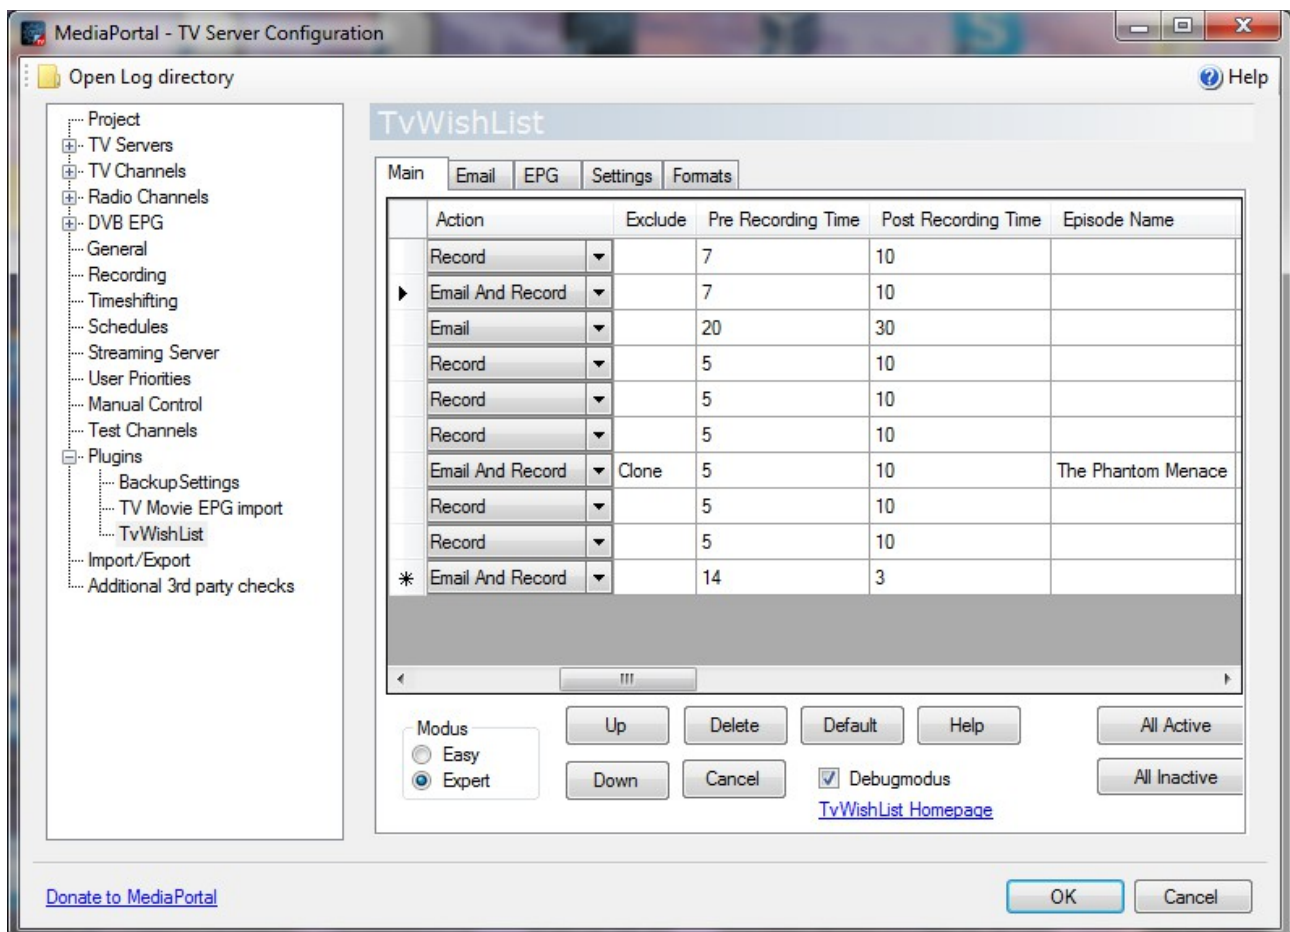 MediaPortal - TV Server Configuration
Open Log directory
Help
Project
TV Servers
TV Channels
Radio Channels
DVB EPG
General
Recording
Timeshifting
Schedules
Streaming Server
User Priorities
Manual Control
Test Channels
Plugins
BackupSettings
TV Movie EPG import
TvWishList
Import/Export
Additional 3rd party checks
TvWishList
Main Email EPG Settings Formats
Action Exclude Pre Recording Time Post Recording Time Episode Name
Record 7 10
Email And Record 7 10
Email 20 30
Record 5 10
Record 5 10
Record 5 10
Email And Record Clone 5 10 The Phantom Menace
Record 5 10
Record 5 10
Email And Record 14 3
Modus
Easy
Expert
Up Delete Default Help All Active
Down Cancel Debugmodus All Inactive
TvWishList Homepage
Donate to MediaPortal
OK Cancel